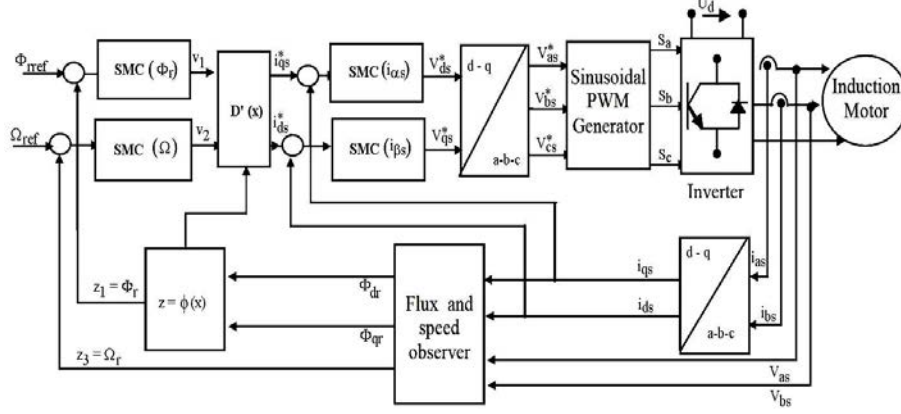 Φrref
SMC (Φr)
v1
D' (x)
i*qs
SMC (iαs)
V*ds
d - q
a-b-c
V*as
Sinusoidal
PWM
Generator
Sa
Ud
Induction
Motor
Ωref
SMC (Ω)
v2
i*ds
SMC (iβs)
V*qs
V*bs
V*cs
Sb
Sc
Inverter
z1 = Φr
z = ϕ(x)
Φdr
Φqr
Flux and
speed
observer
iqs
ids
d - q
a-b-c
ias
ibs
z3 = Ωr
Vas
Vbs